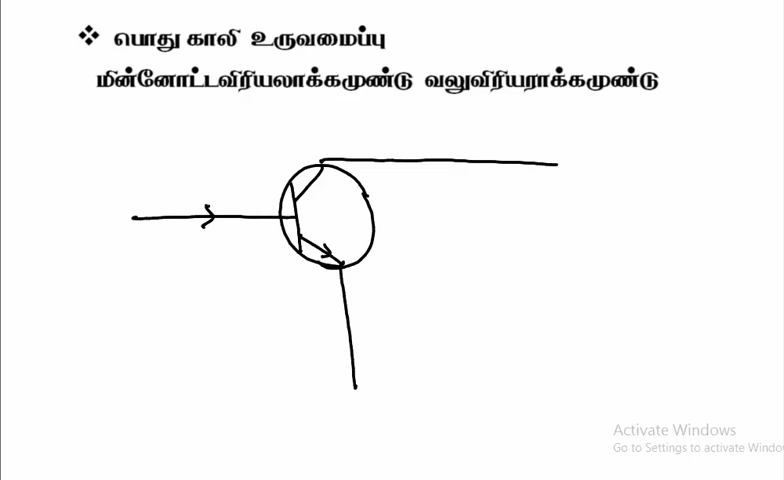 ❖ பொது காலி உருவமைப்பு
மின்னோட்டவிரியலாக்கமுண்டு வலுவிரியராக்கமுண்டு
Activate Windows
Go to Settings to activate Windo